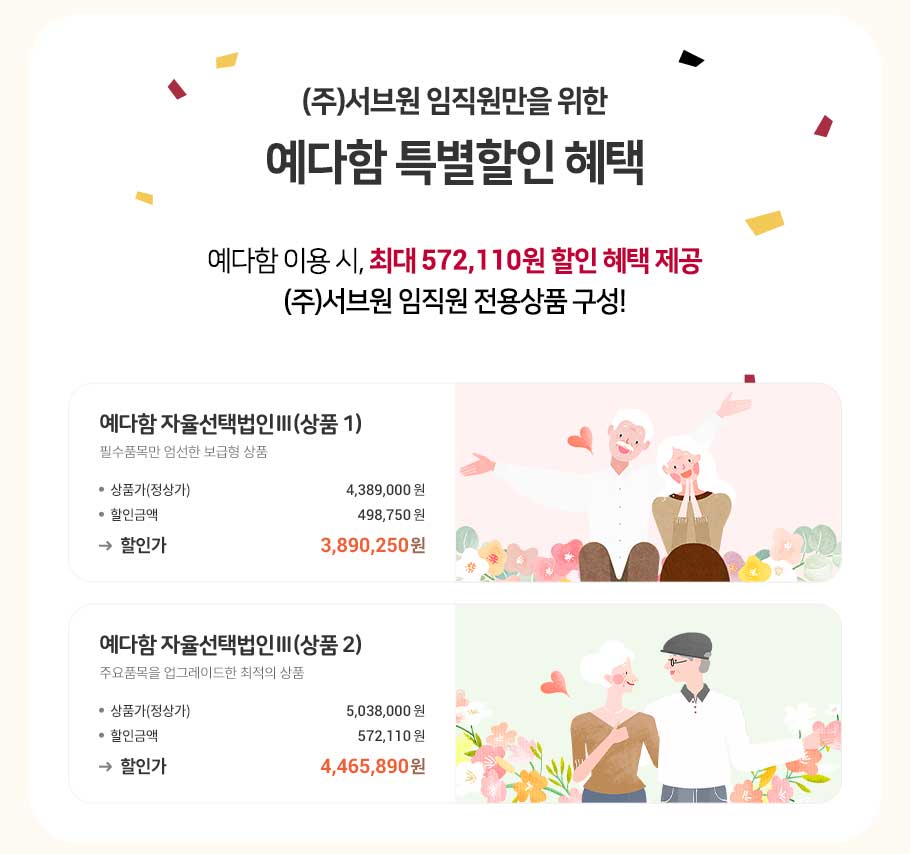 (주)서브원 임직원만을 위한
예다함 특별할인 혜택
예다함 이용 시, 최대 572,110원 할인 혜택 제공
(주)서브원 임직원 전용상품 구성!
예다함 자율선택법인Ⅲ(상품 1)
필수품목만 엄선한 보급형 상품
• 상품가(정상가) 4,389,000 원
• 할인금액 498,750 원
→ 할인가 3,890,250원
예다함 자율선택법인Ⅲ(상품 2)
주요품목을 업그레이드한 최적의 상품
• 상품가(정상가) 5,038,000 원
• 할인금액 572,110 원
→ 할인가 4,465,890원